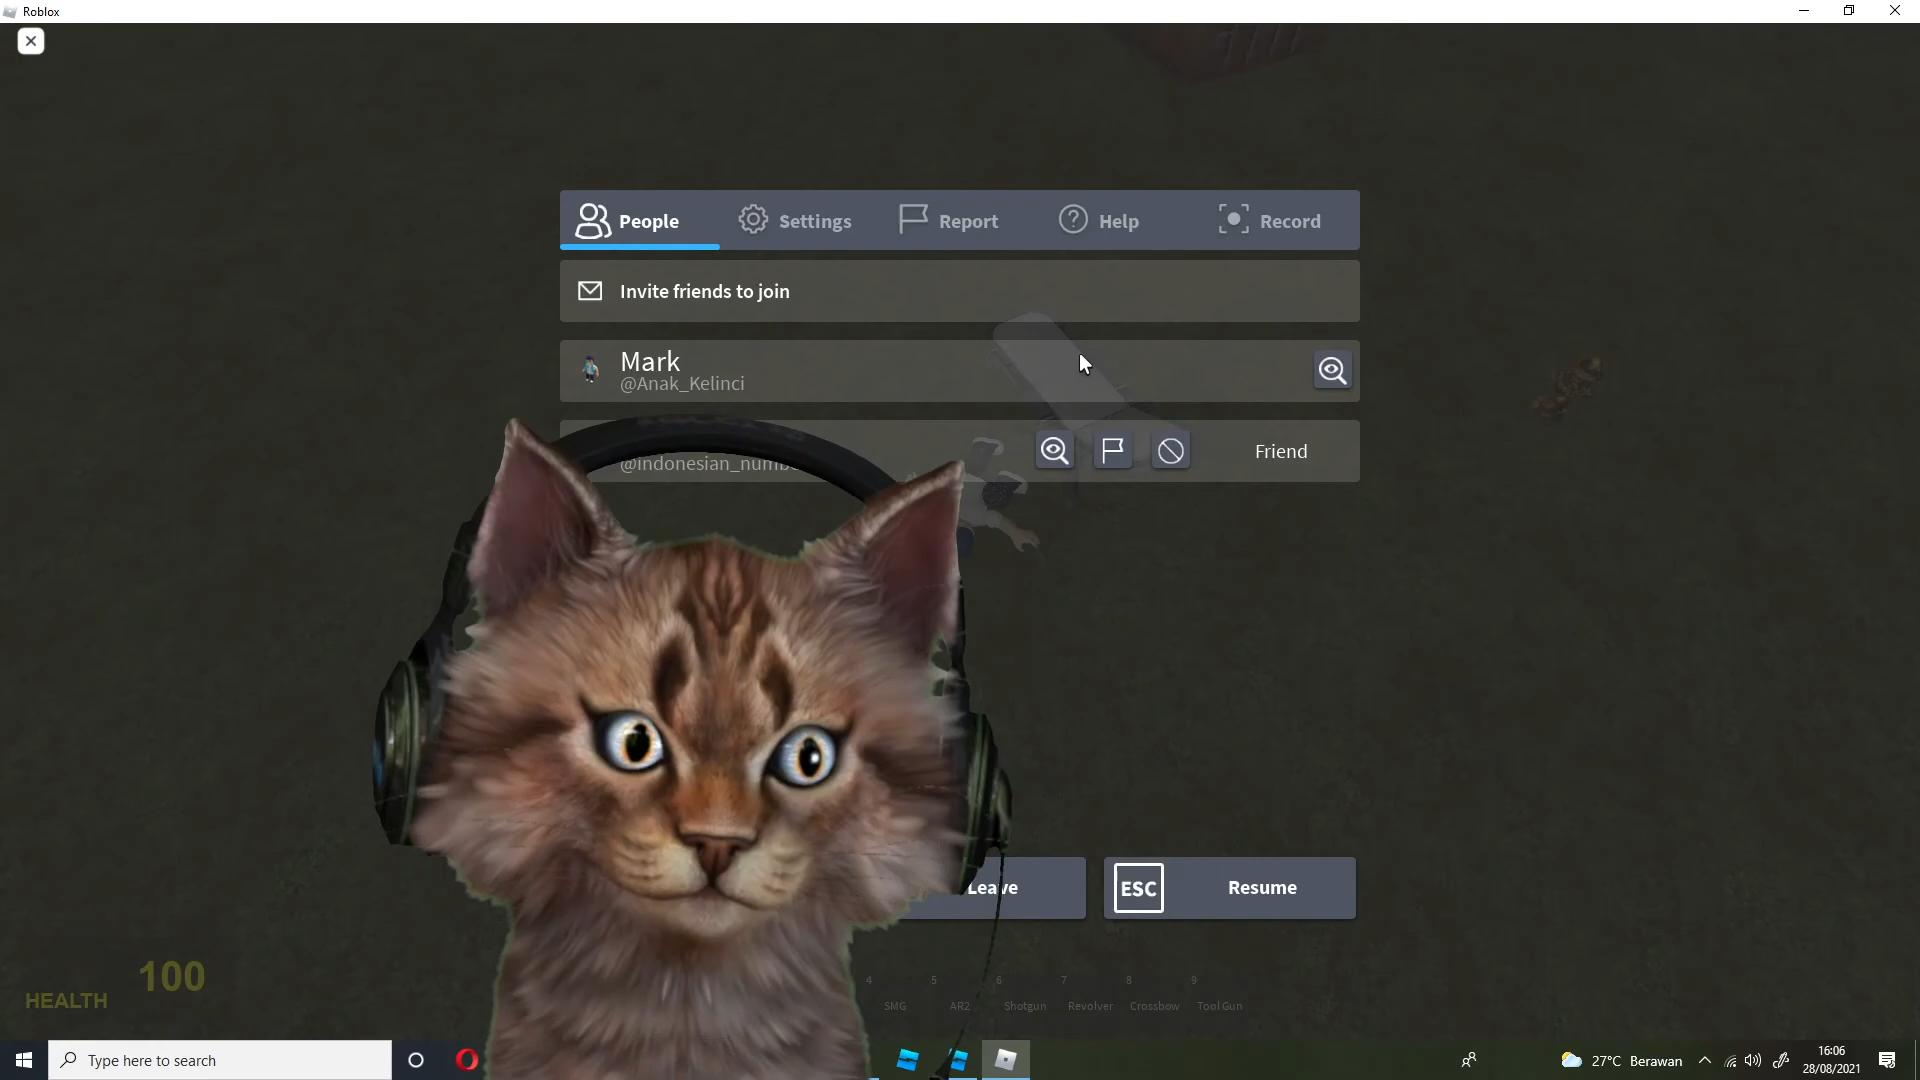 Roblox
People
Settings
Report
Help
Record
Invite friends to join
Mark
@Anak_Kelinci
Friend
Leave
ESC
Resume
100
HEALTH
4 5 6 7 8 9
SMG AR2 Shotgun Revolver Crossbow Tool Gun
Type here to search
27°C Berawan
16:06
28/08/2021